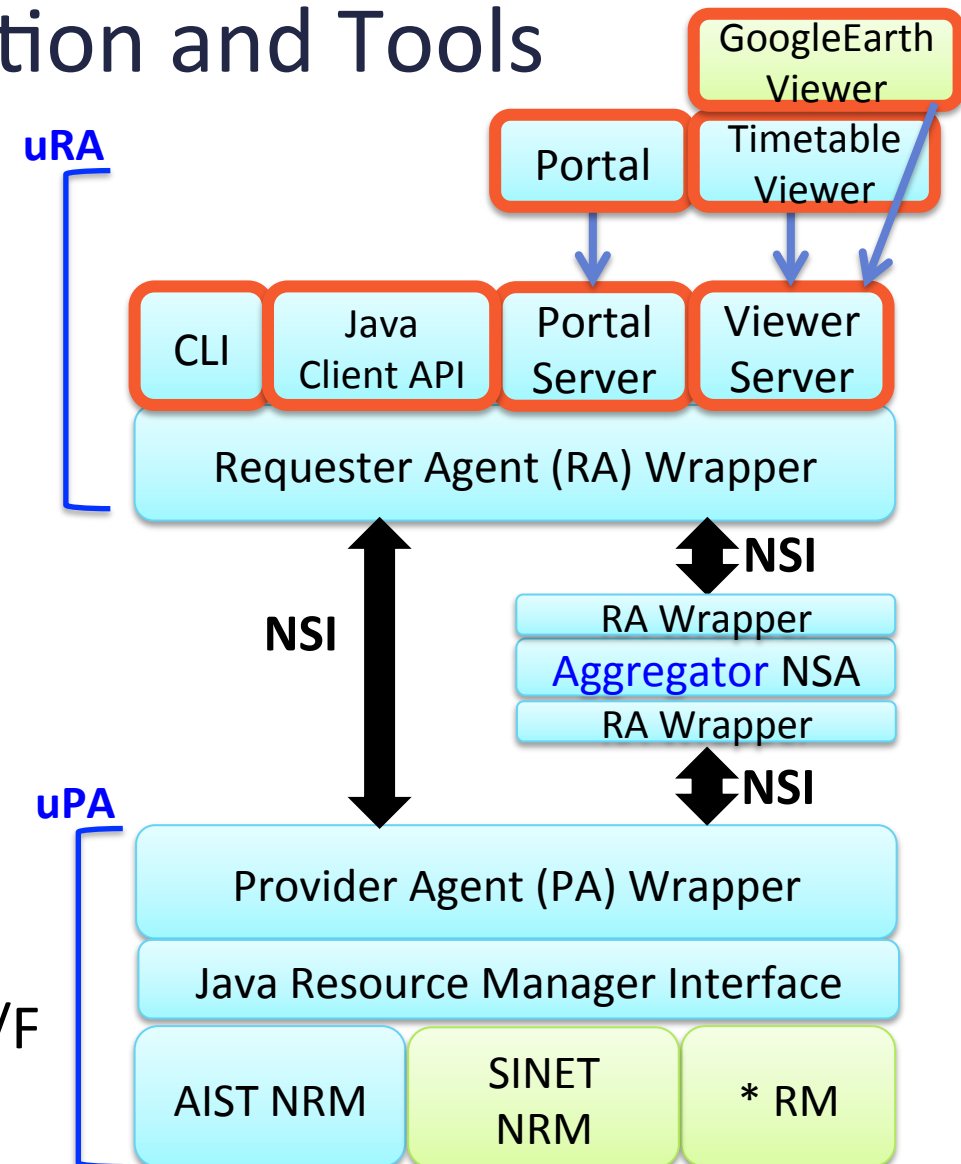 tion and Tools
GoogleEarth
Viewer
uRA
Portal
Timetable
Viewer
CLI
Java
Client API
Portal
Server
Viewer
Server
Requester Agent (RA) Wrapper
NSI
NSI
RA Wrapper
Aggregator NSA
RA Wrapper
NSI
uPA
Provider Agent (PA) Wrapper
Java Resource Manager Interface
/F
AIST NRM
SINET
NRM
* RM